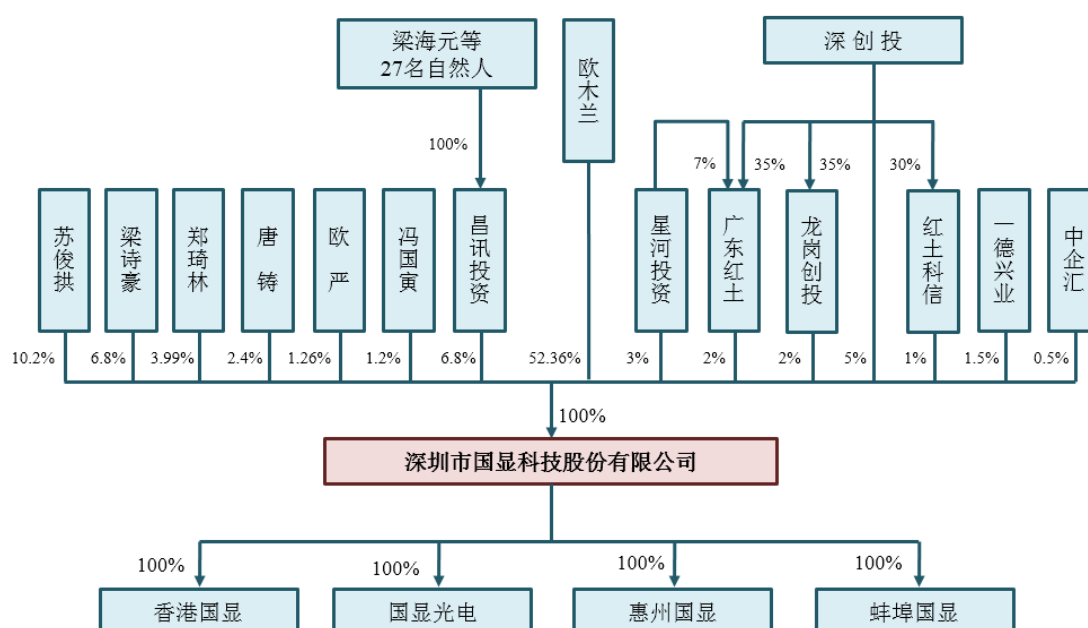 梁海元等
27名自然人
欧木兰
深创投
100%
7%
35%
35%
30%
苏俊拱
梁诗豪
郑琦林
唐铸
欧严
冯国寅
昌讯投资
星河投资
广东红土
龙岗创投
红土科信
一德兴业
中企汇
10.2%
6.8%
3.99%
2.4%
1.26%
1.2%
6.8%
52.36%
3%
2%
2%
5%
1%
1.5%
0.5%
100%
深圳市国显科技股份有限公司
100%
100%
100%
100%
香港国显
国显光电
惠州国显
蚌埠国显